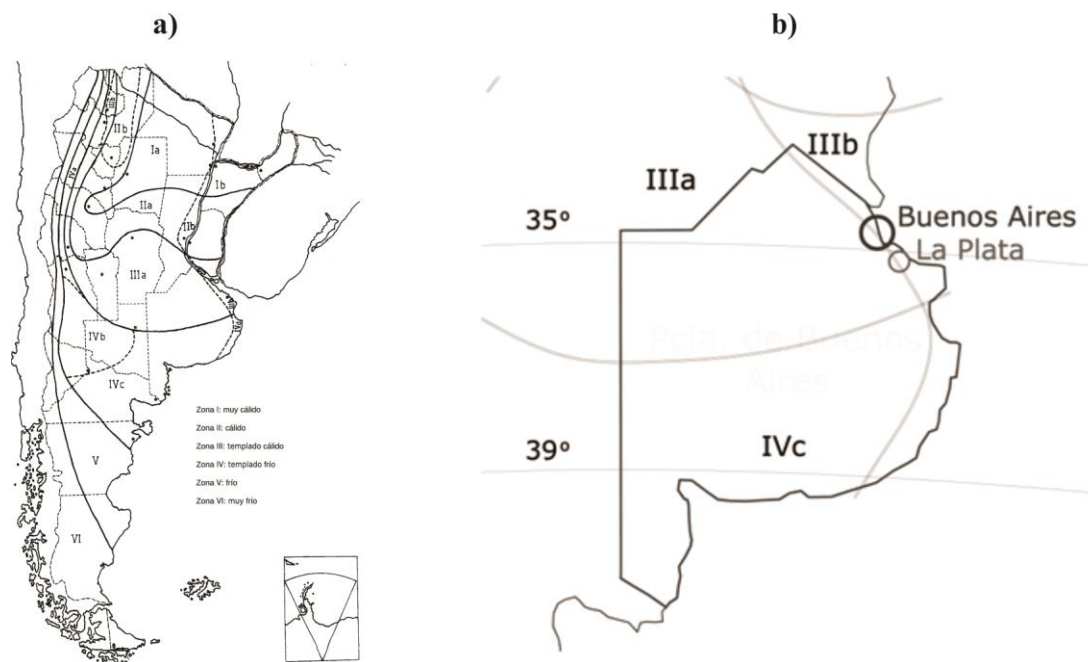 a)
b)
IIIb
IIb
Ia
IVa
Ib
IIa
IIb
IIIa
IVb
IVc
V
VI
Zona I: muy cálido
Zona II: cálido
Zona III: templado cálido
Zona IV: templado frío
Zona V: frío
Zona VI: muy frío
IIIb
IIIa
35º
Buenos Aires
La Plata
Pcia. de Buenos
Aires
39º
IVc